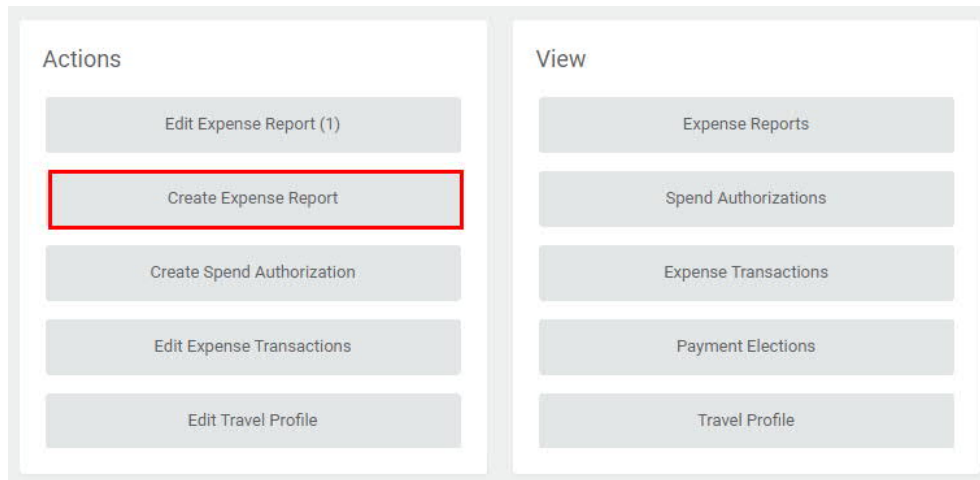 Actions
Edit Expense Report (1)
Create Expense Report
Create Spend Authorization
Edit Expense Transactions
Edit Travel Profile
View
Expense Reports
Spend Authorizations
Expense Transactions
Payment Elections
Travel Profile